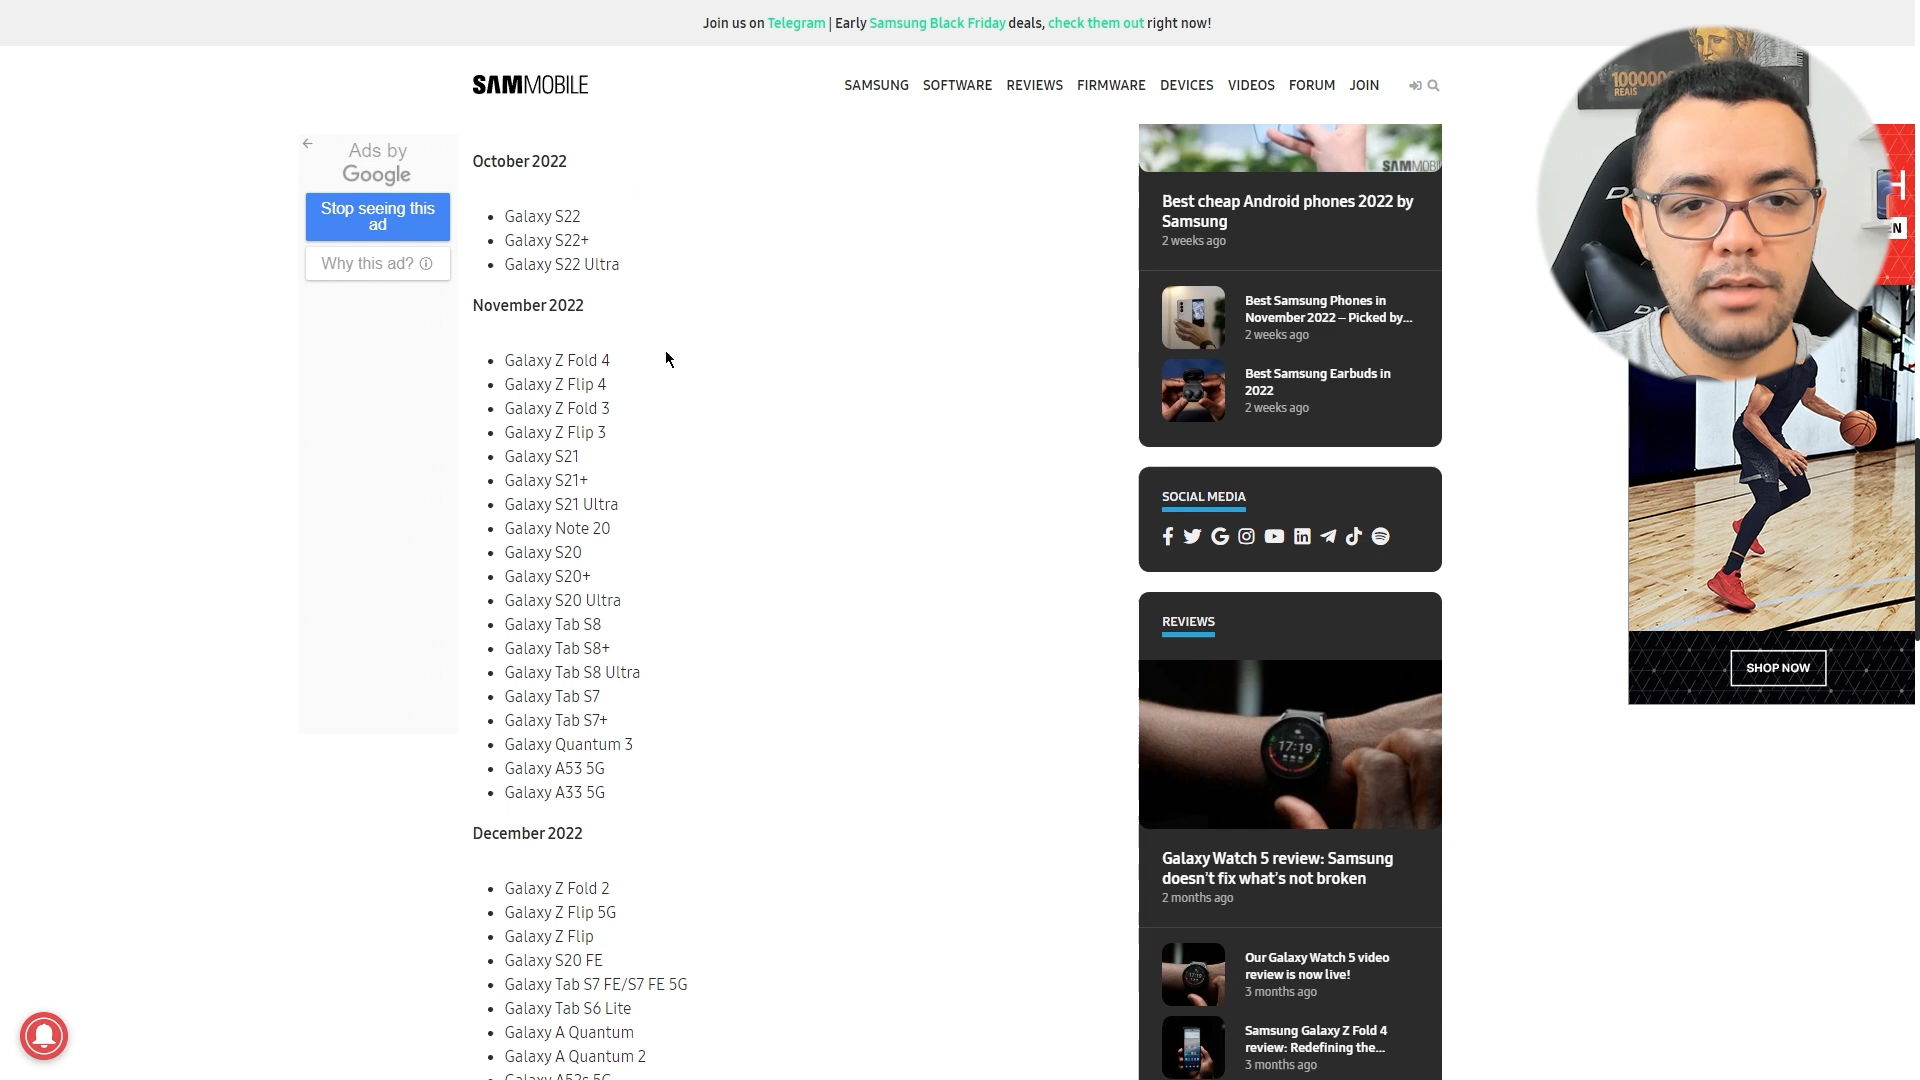 Join us on Telegram | Early Samsung Black Friday deals, check them out right now!
SAMMOBILE
SAMSUNG SOFTWARE REVIEWS FIRMWARE DEVICES VIDEOS FORUM JOIN
Ads by
Google
Stop seeing this
ad
Why this ad?
October 2022
Galaxy S22
Galaxy S22+
Galaxy S22 Ultra
November 2022
Galaxy Z Fold 4
Galaxy Z Flip 4
Galaxy Z Fold 3
Galaxy Z Flip 3
Galaxy S21
Galaxy S21+
Galaxy S21 Ultra
Galaxy Note 20
Galaxy S20
Galaxy S20+
Galaxy S20 Ultra
Galaxy Tab S8
Galaxy Tab S8+
Galaxy Tab S8 Ultra
Galaxy Tab S7
Galaxy Tab S7+
Galaxy Quantum 3
Galaxy A53 5G
Galaxy A33 5G
December 2022
Galaxy Z Fold 2
Galaxy Z Flip 5G
Galaxy Z Flip
Galaxy S20 FE
Galaxy Tab S7 FE/S7 FE 5G
Galaxy Tab S6 Lite
Galaxy A Quantum
Galaxy A Quantum 2
Galaxy A52s 5G
SAMMOBI
Best cheap Android phones 2022 by
Samsung
2 weeks ago
Best Samsung Phones in
November 2022 – Picked by...
2 weeks ago
Best Samsung Earbuds in
2022
2 weeks ago
SOCIAL MEDIA
REVIEWS
17:19
Galaxy Watch 5 review: Samsung
doesn't fix what's not broken
2 months ago
Our Galaxy Watch 5 video
review is now live!
3 months ago
Samsung Galaxy Z Fold 4
review: Redefining the...
3 months ago
REAIS
SHOP NOW